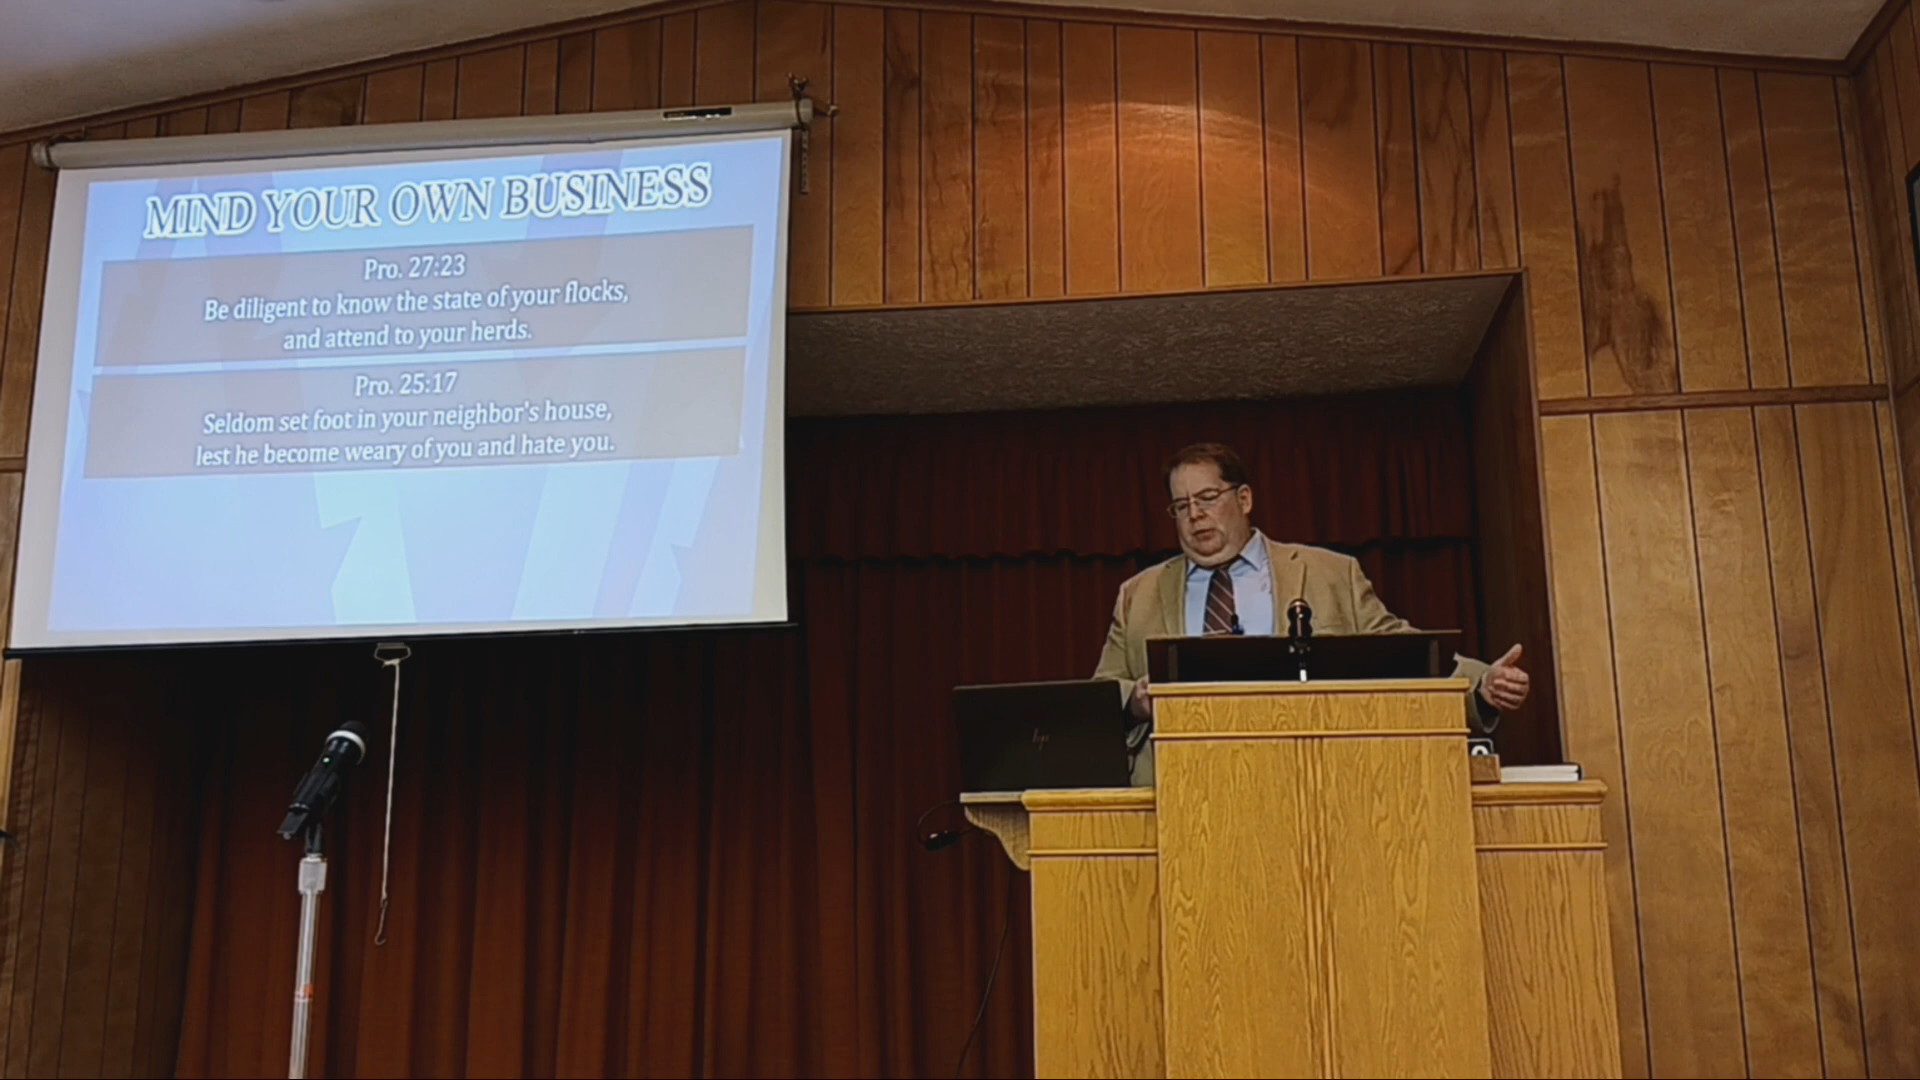 MIND YOUR OWN BUSINESS
Pro. 27:23
Be diligent to know the state of your flocks,
and attend to your herds.
Pro. 25:17
Seldom set foot in your neighbor's house,
lest he become weary of you and hate you.
hp